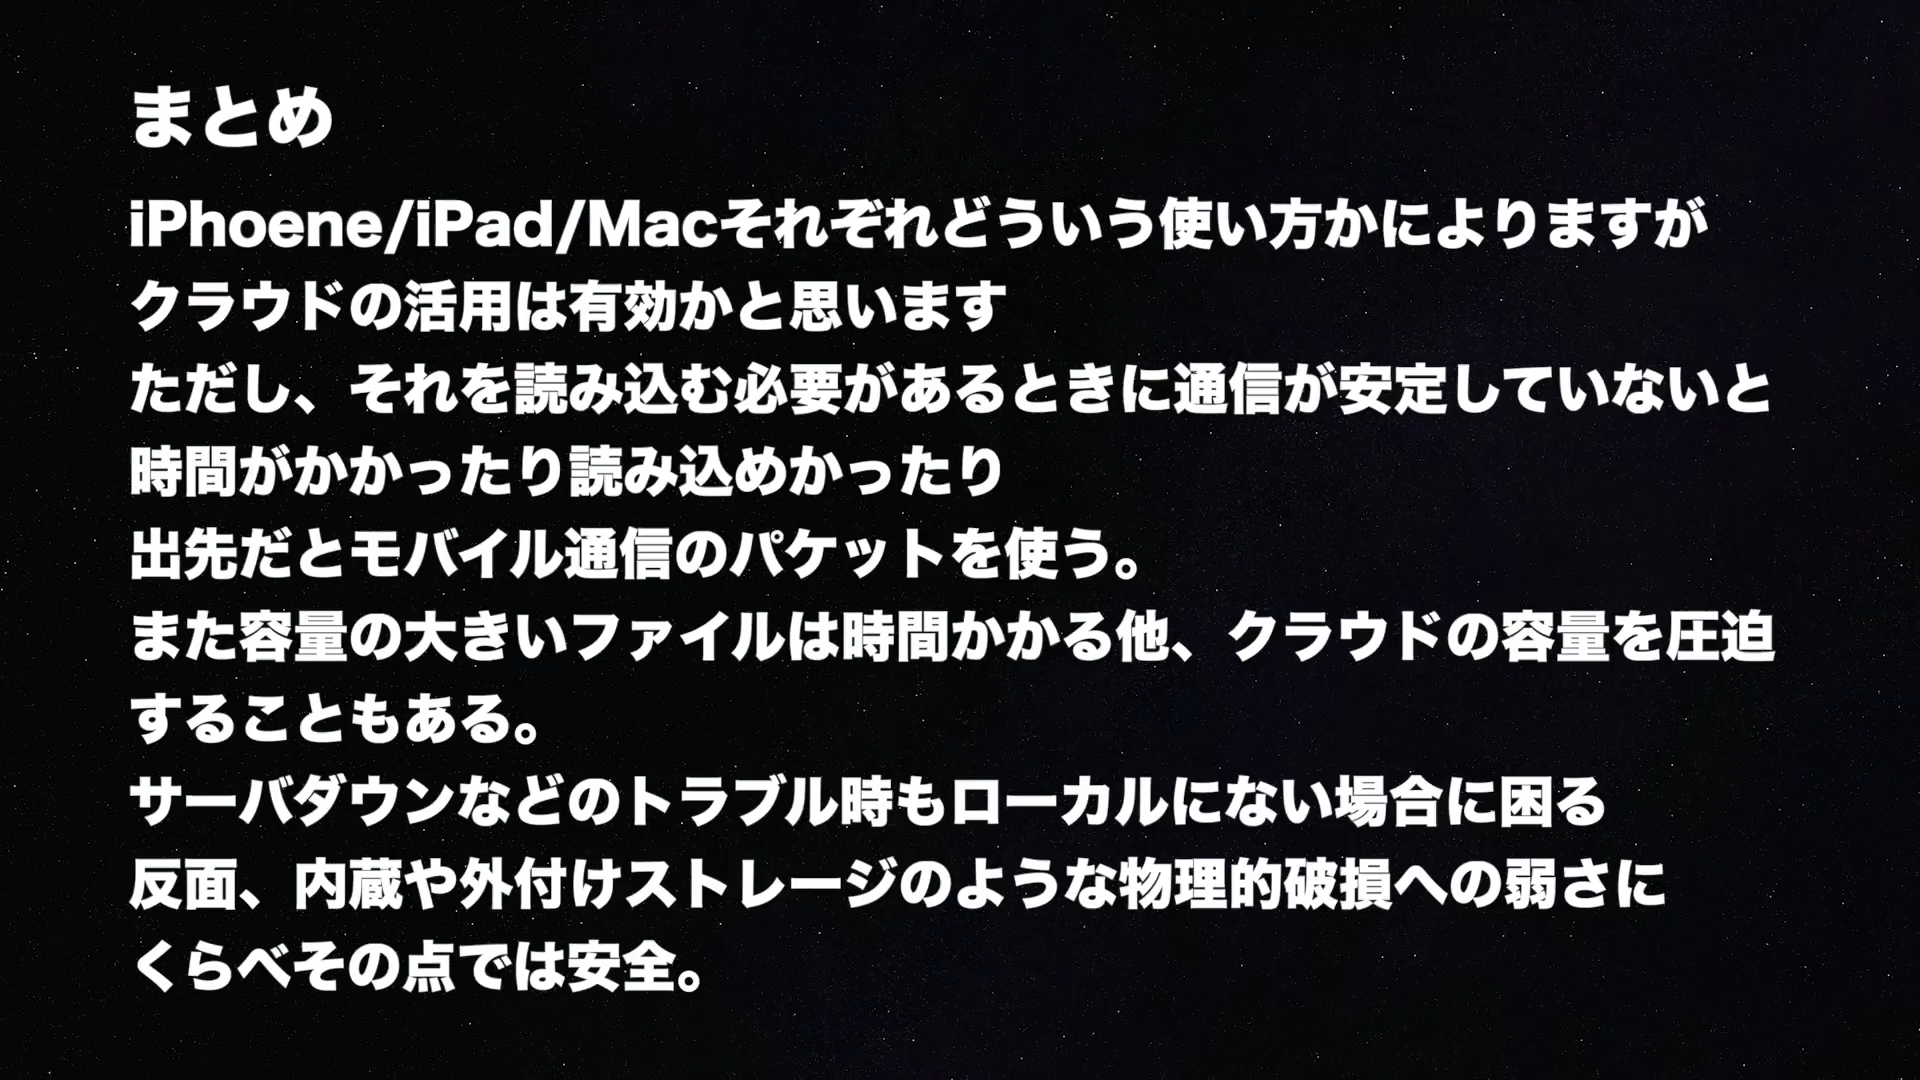 まとめ
iPhoene/iPad/Macそれぞれどういう使い方かによりますが
クラウドの活用は有効かと思います
ただし、それを読み込む必要があるときに通信が安定していないと
時間がかかったり読み込めかったり
出先だとモバイル通信のパケットを使う。
また容量の大きいファイルは時間かかる他、クラウドの容量を圧迫
することもある。
サーバダウンなどのトラブル時もローカルにない場合に困る
反面、内蔵や外付けストレージのような物理的破損への弱さに
くらべその点では安全。